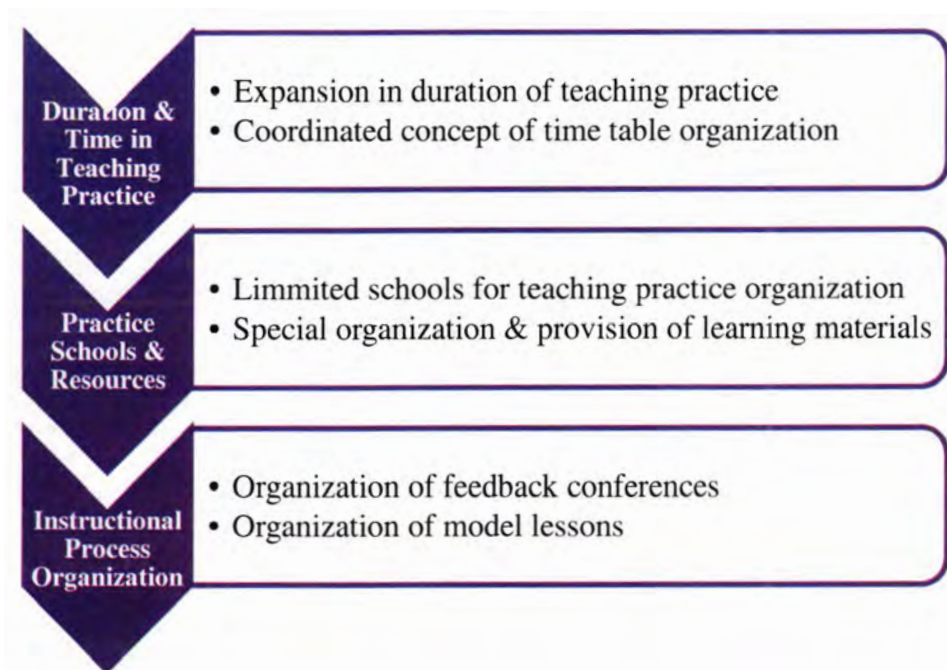 Duration &
Time in
Teaching
Practice
• Expansion in duration of teaching practice
• Coordinated concept of time table organization
Practice
Schools &
Resources
• Limmited schools for teaching practice organization
• Special organization & provision of learning materials
Instructional
Process
Organization
• Organization of feedback conferences
• Organization of model lessons